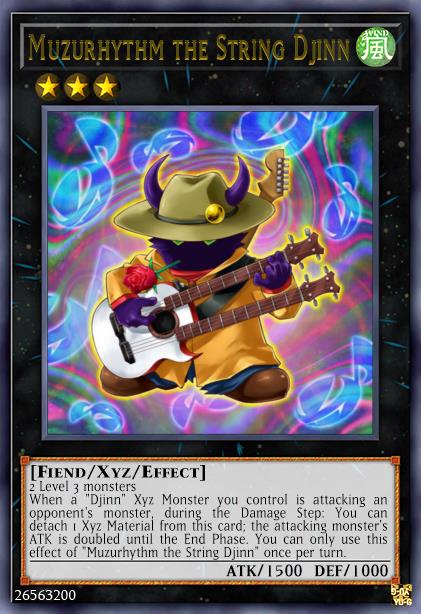 Muzurhythm the String Djinn
WIND
風
[Fiend/Xyz/Effect]
2 Level 3 monsters
When a "Djinn" Xyz Monster you control is attacking an
opponent's monster, during the Damage Step: You can
detach 1 Xyz Material from this card; the attacking monster's
ATK is doubled until the End Phase. You can only use this
effect of "Muzurhythm the String Djinn" once per turn.
ATK/1500 DEF/1000
26563200